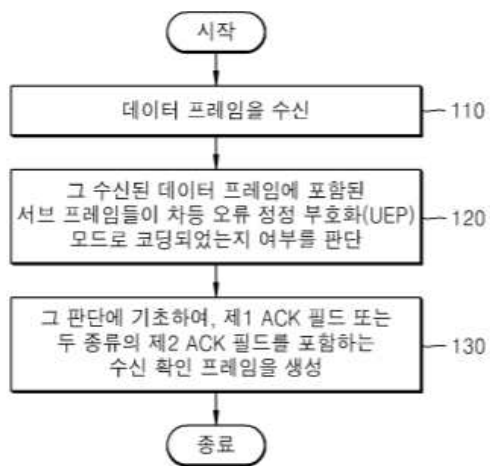 시작
데이터 프레임을 수신
110
그 수신된 데이터 프레임에 포함된
서브 프레임들이 차등 오류 정정 부호화(UEP)
모드로 코딩되었는지 여부를 판단
120
그 판단에 기초하여, 제1 ACK 필드 또는
두 종류의 제2 ACK 필드를 포함하는
수신 확인 프레임을 생성
130
종료